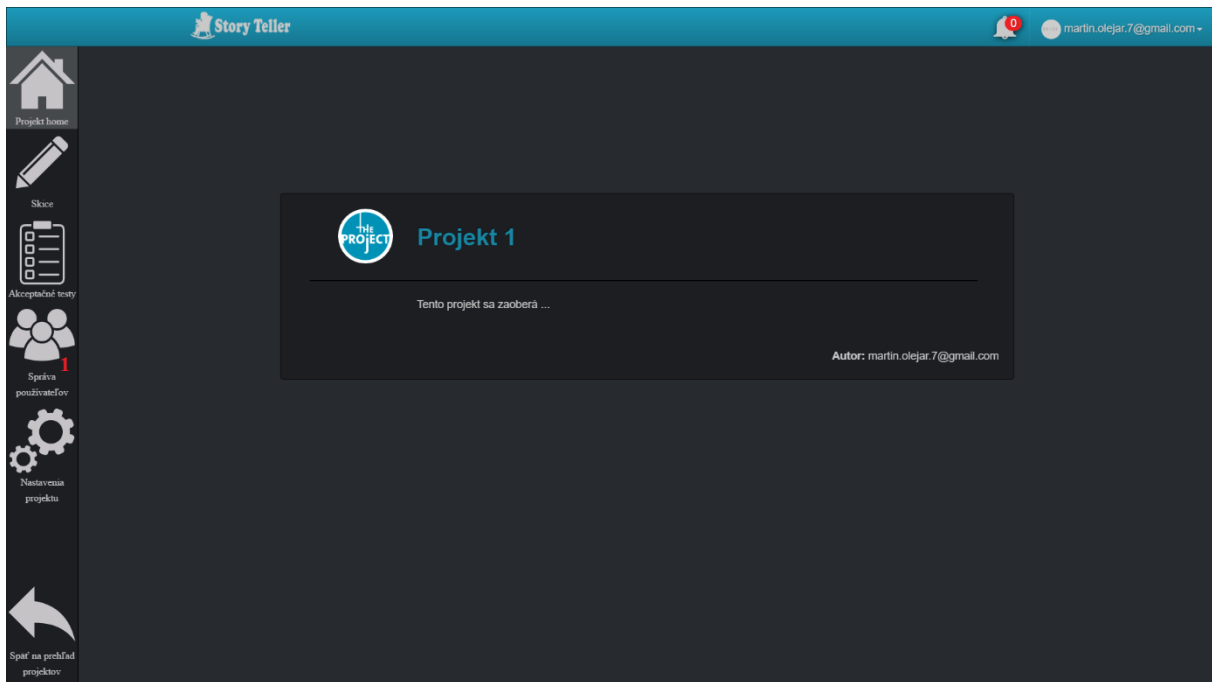 Story Teller
0
martin.olejar.7@gmail.com
Projekt home
Skice
Akceptačné testy
1
Správa
používateľov
Nastavenia
projektu
Späť na prehľad
projektov
THE
PROJECT
Projekt 1
Tento projekt sa zaoberá ...
Autor: martin.olejar.7@gmail.com